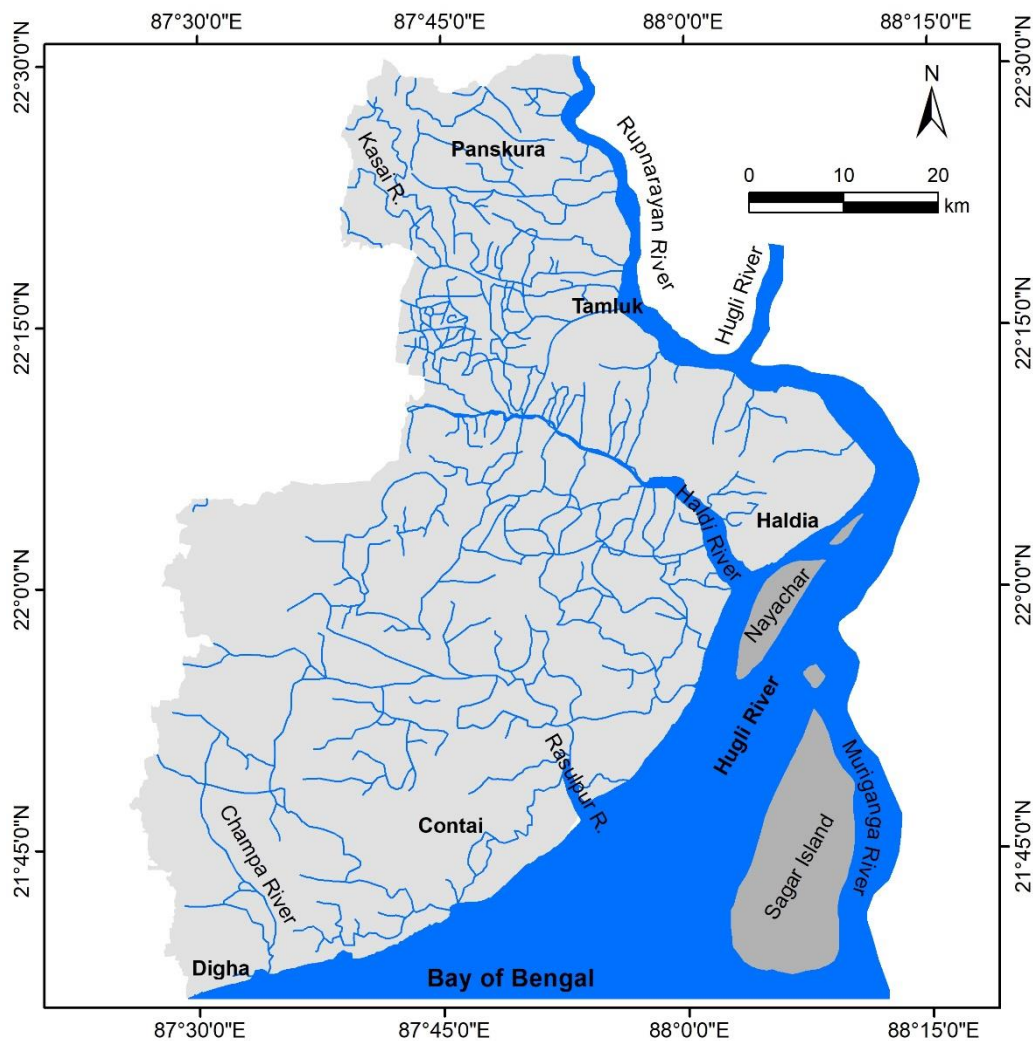 87°30'0"E
87°45'0"E
88°0'0"E
88°15'0"E
22°30'0"N
22°30'0"N
N
Kasai R.
Panskura
Rupnarayan River
0
10
20
km
Hugli River
Tamluk
22°15'0"N
22°15'0"N
Haldi River
Haldia
22°0'0"N
22°0'0"N
Nayachar
Hugli River
Rasulpur R.
Muriganga River
Champa River
Contai
21°45'0"N
21°45'0"N
Sagar Island
Digha
Bay of Bengal
87°30'0"E
87°45'0"E
88°0'0"E
88°15'0"E